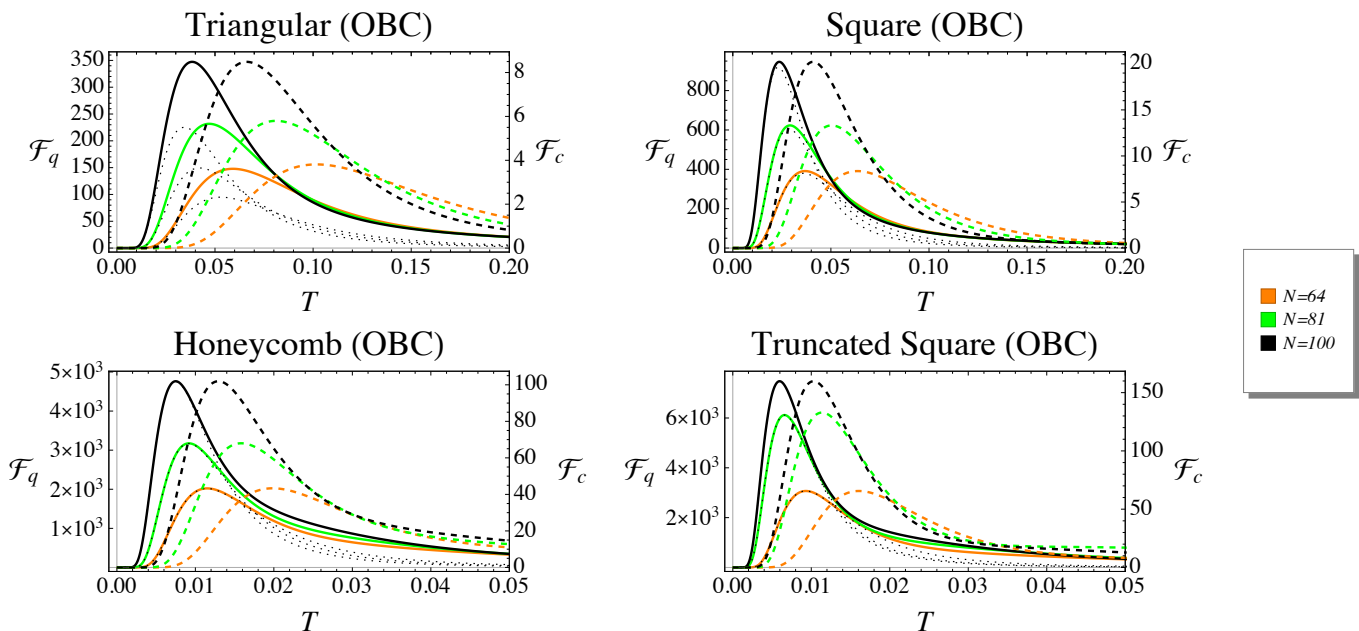 Triangular (OBC)
350
300
250
200
150
100
50
0
ℱq
8
6
4
2
0
ℱc
0.00 0.05 0.10 0.15 0.20
T
Square (OBC)
800
600
400
200
0
ℱq
20
15
10
5
0
ℱc
0.00 0.05 0.10 0.15 0.20
T
Honeycomb (OBC)
5×10³
4×10³
3×10³
2×10³
1×10³
ℱq
100
80
60
40
20
0
ℱc
0.00 0.01 0.02 0.03 0.04 0.05
T
Truncated Square (OBC)
6×10³
4×10³
2×10³
ℱq
150
100
50
0
ℱc
0.00 0.01 0.02 0.03 0.04 0.05
T
N=64
N=81
N=100